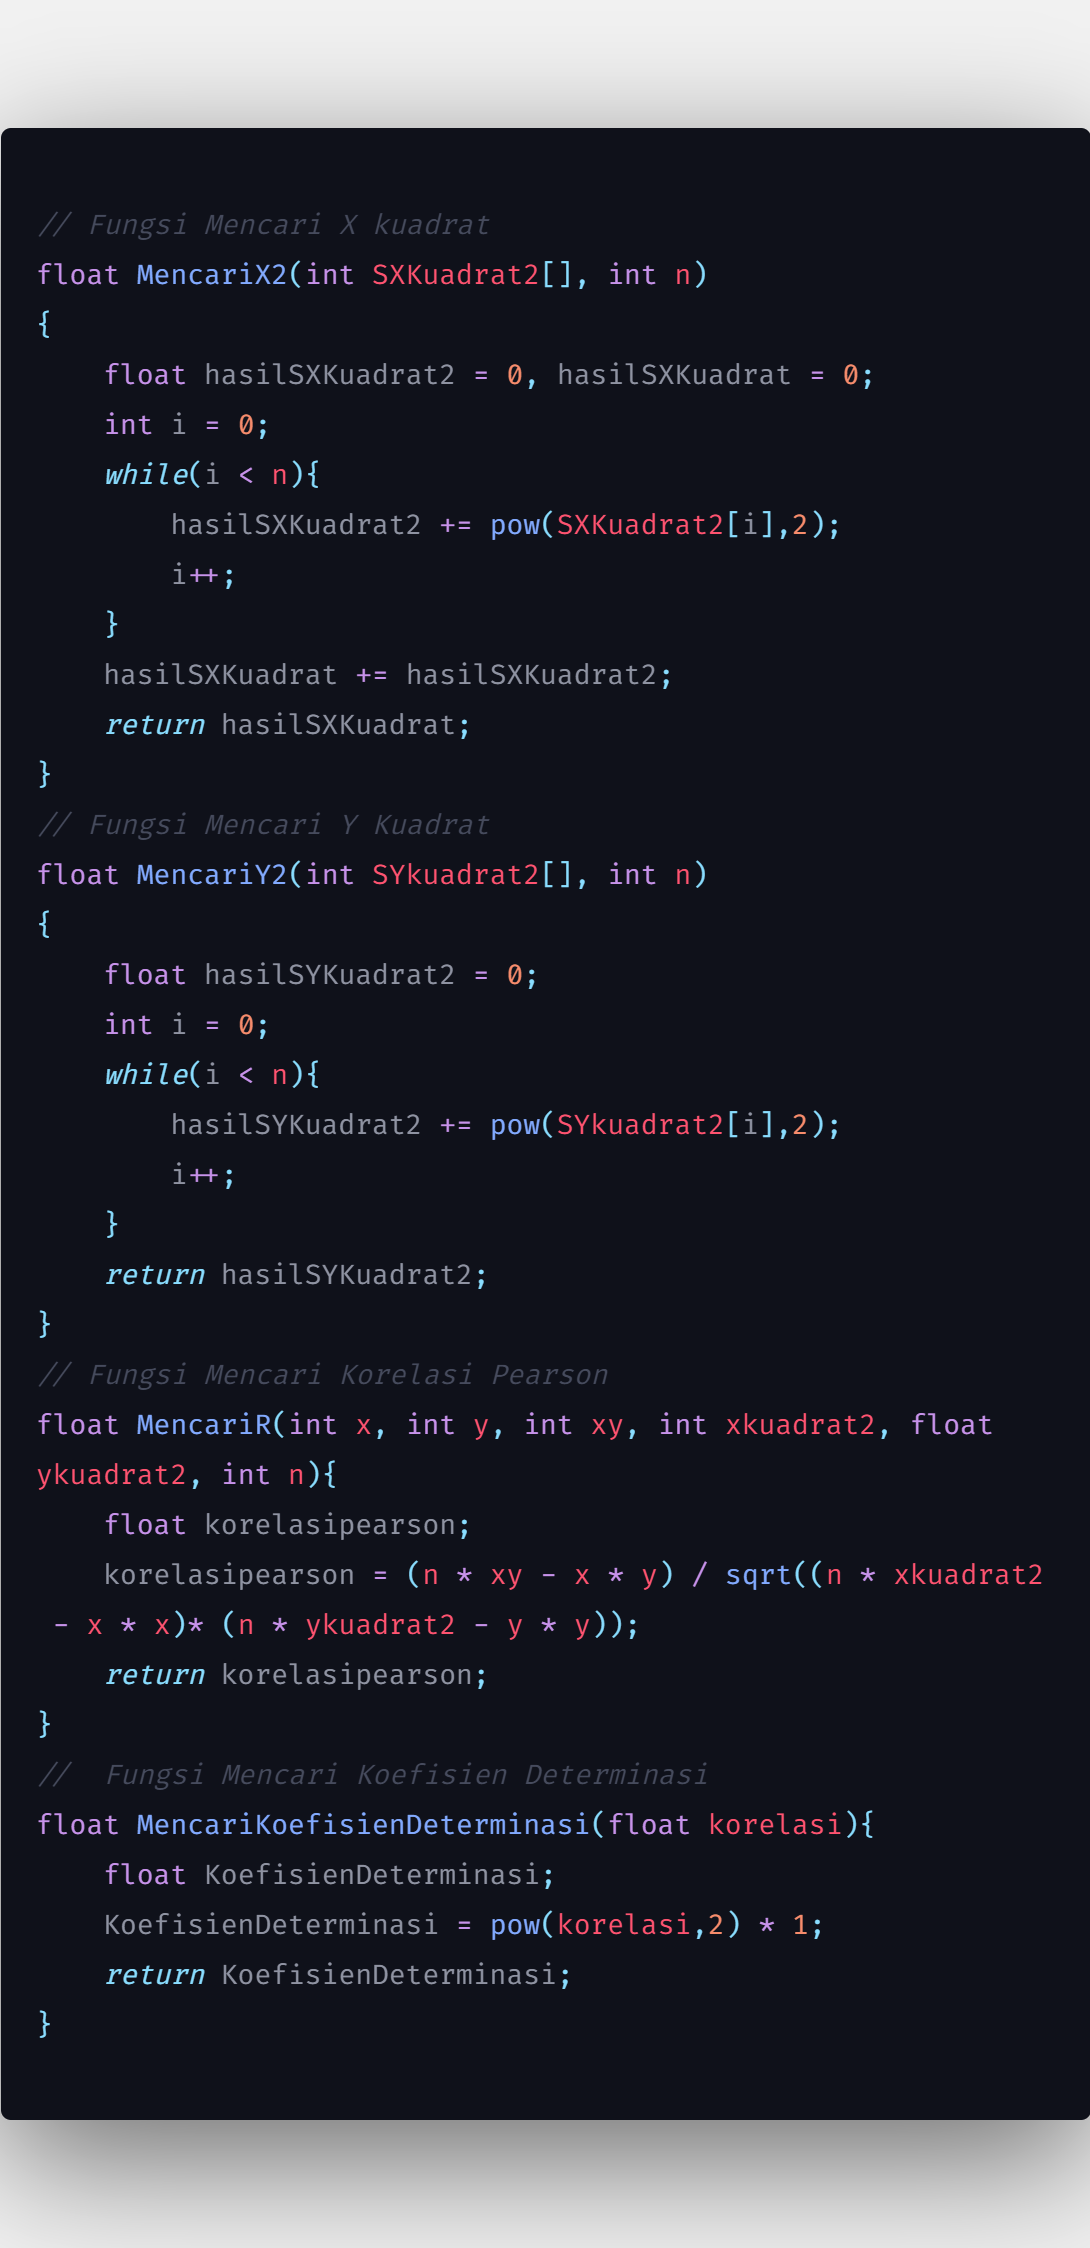 // Fungsi Mencari X kuadrat
float MencariX2(int SXKuadrat2[], int n)
{
    float hasilSXKuadrat2 = 0, hasilSXKuadrat = 0;
    int i = 0;
    while(i < n){
        hasilSXKuadrat2 += pow(SXKuadrat2[i],2);
        i++;
    }
    hasilSXKuadrat += hasilSXKuadrat2;
    return hasilSXKuadrat;
}
// Fungsi Mencari Y Kuadrat
float MencariY2(int SYkuadrat2[], int n)
{
    float hasilSYKuadrat2 = 0;
    int i = 0;
    while(i < n){
        hasilSYKuadrat2 += pow(SYkuadrat2[i],2);
        i++;
    }
    return hasilSYKuadrat2;
}
// Fungsi Mencari Korelasi Pearson
float MencariR(int x, int y, int xy, int xkuadrat2, float
ykuadrat2, int n){
    float korelasipearson;
    korelasipearson = (n * xy - x * y) / sqrt((n * xkuadrat2
 - x * x)* (n * ykuadrat2 - y * y));
    return korelasipearson;
}
//  Fungsi Mencari Koefisien Determinasi
float MencariKoefisienDeterminasi(float korelasi){
    float KoefisienDeterminasi;
    KoefisienDeterminasi = pow(korelasi,2) * 1;
    return KoefisienDeterminasi;
}